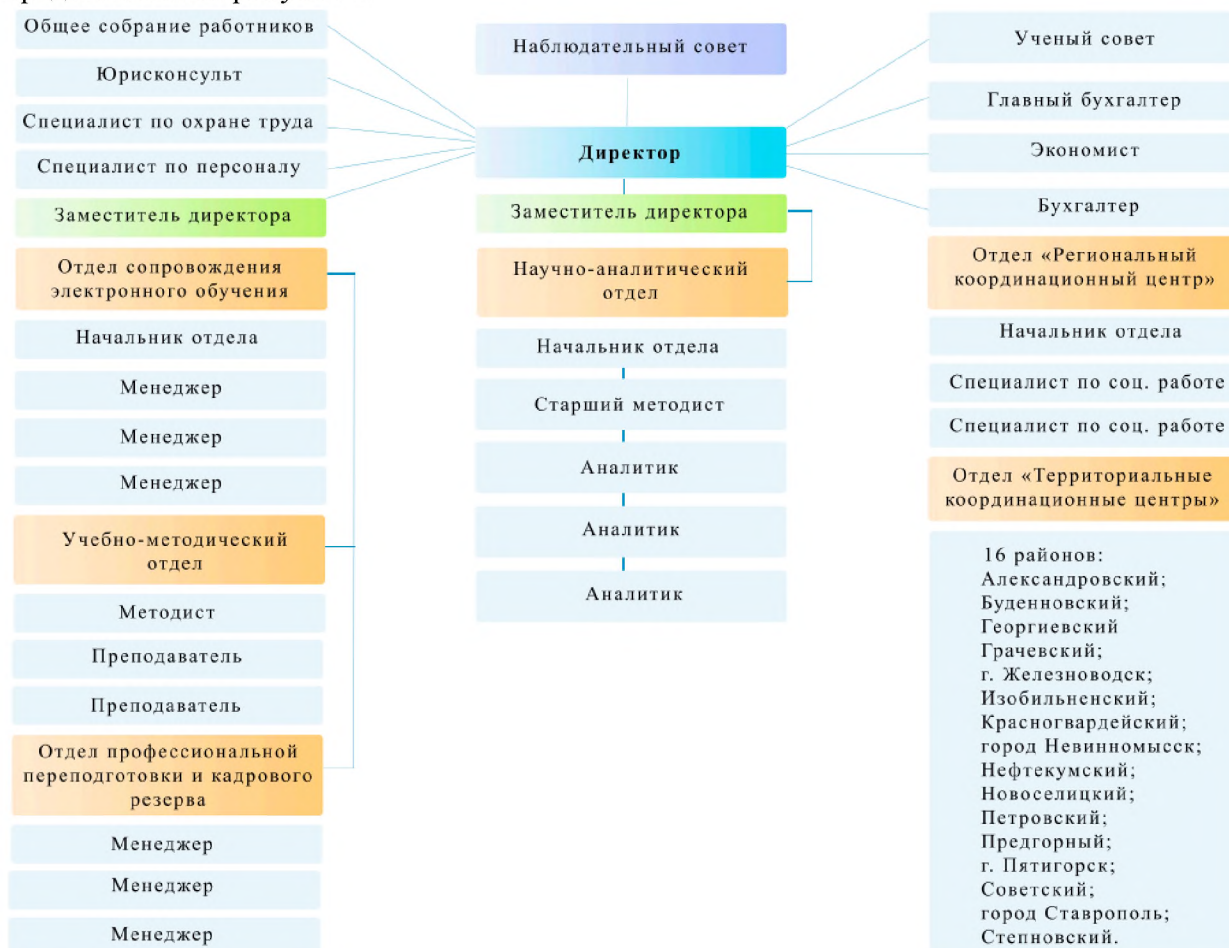 Общее собрание работников
Юрисконсульт
Специалист по охране труда
Специалист по персоналу
Заместитель директора
Отдел сопровождения
электронного обучения
Начальник отдела
Менеджер
Менеджер
Менеджер
Учебно-методический
отдел
Методист
Преподаватель
Преподаватель
Отдел профессиональной
переподготовки и кадрового
резерва
Менеджер
Менеджер
Менеджер
Наблюдательный совет
Директор
Заместитель директора
Научно-аналитический
отдел
Начальник отдела
Старший методист
Аналитик
Аналитик
Аналитик
Ученый совет
Главный бухгалтер
Экономист
Бухгалтер
Отдел «Региональный
координационный центр»
Начальник отдела
Специалист по соц. работе
Специалист по соц. работе
Отдел «Территориальные
координационные центры»
16 районов:
Александровский;
Буденновский;
Георгиевский
Грачевский;
г. Железноводск;
Изобильненский;
Красногвардейский;
город Невинномысск;
Нефтекумский;
Новоселицкий;
Петровский;
Предгорный;
г. Пятигорск;
Советский;
город Ставрополь;
Степновский.